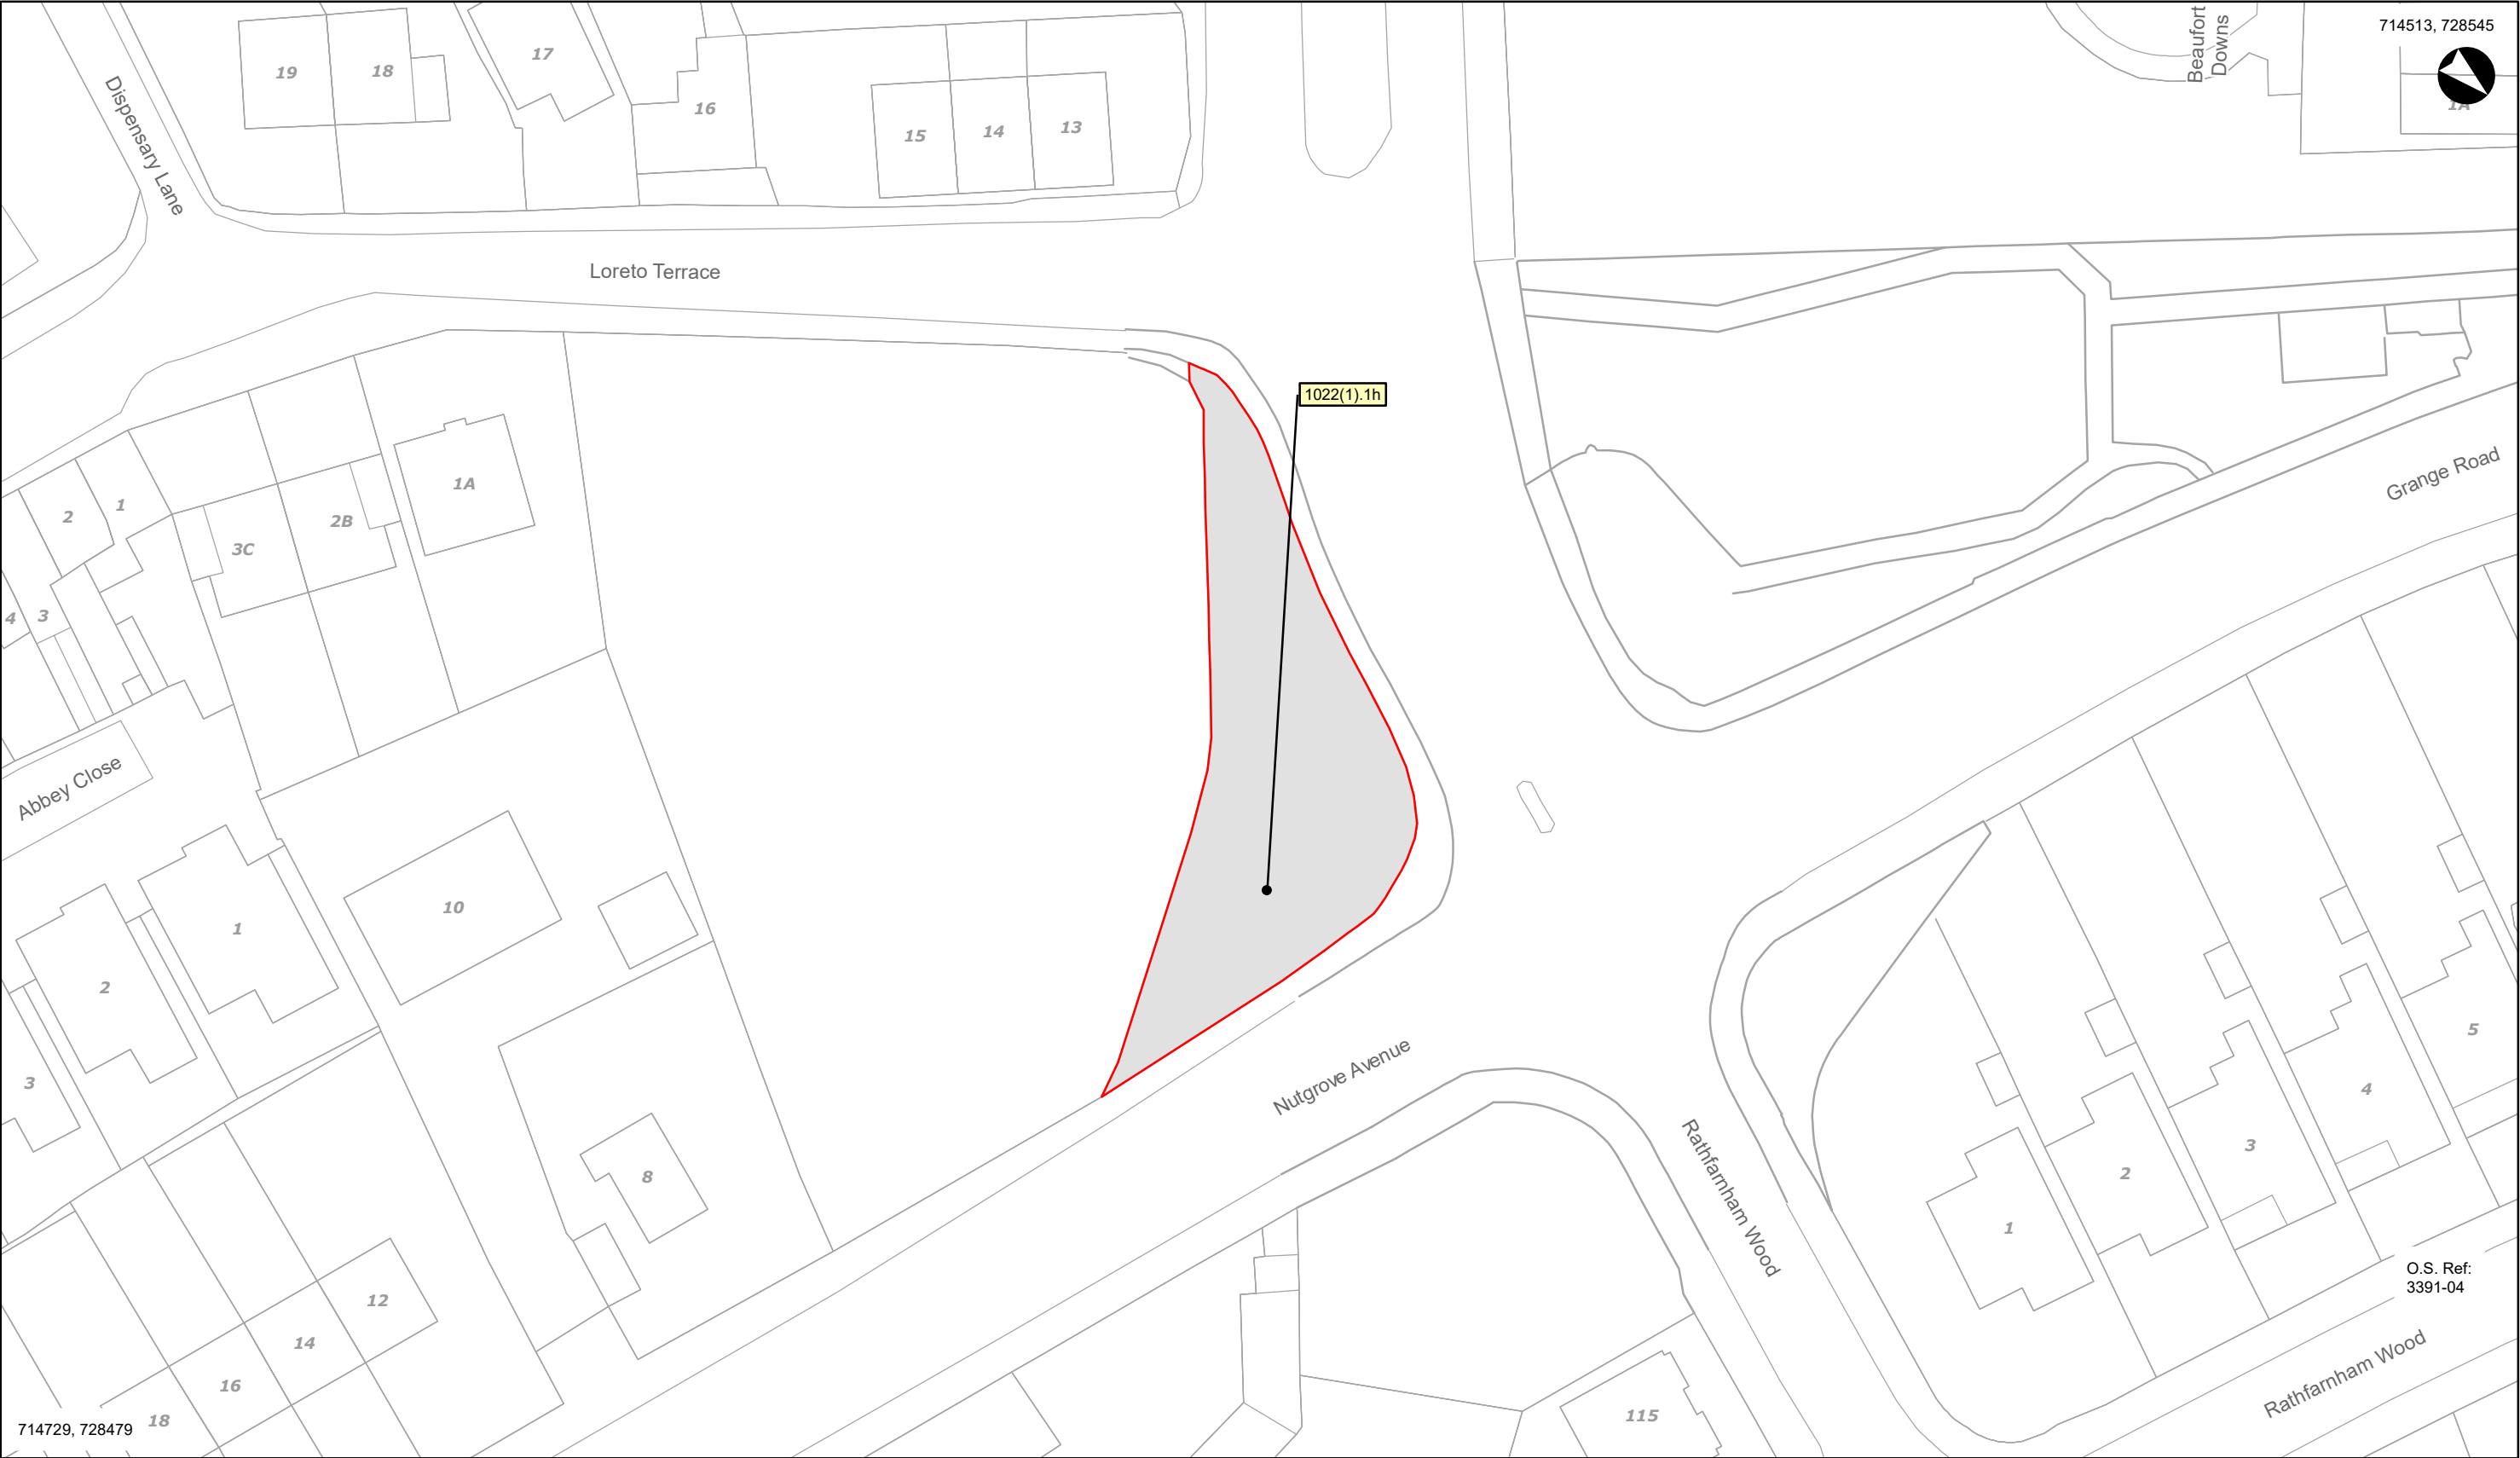 714513, 728545
Beaufort
Downs
1A
Dispensary Lane
19
18
17
16
15
14
13
Loreto Terrace
1022(1).1h
Grange Road
1A
2B
3C
1
2
3
4
Abbey Close
10
1
2
3
8
5
4
3
2
1
Nutgrove Avenue
Rathfarnham Wood
O.S. Ref:
3391-04
12
14
16
18
115
Rathfarnham Wood
714729, 728479